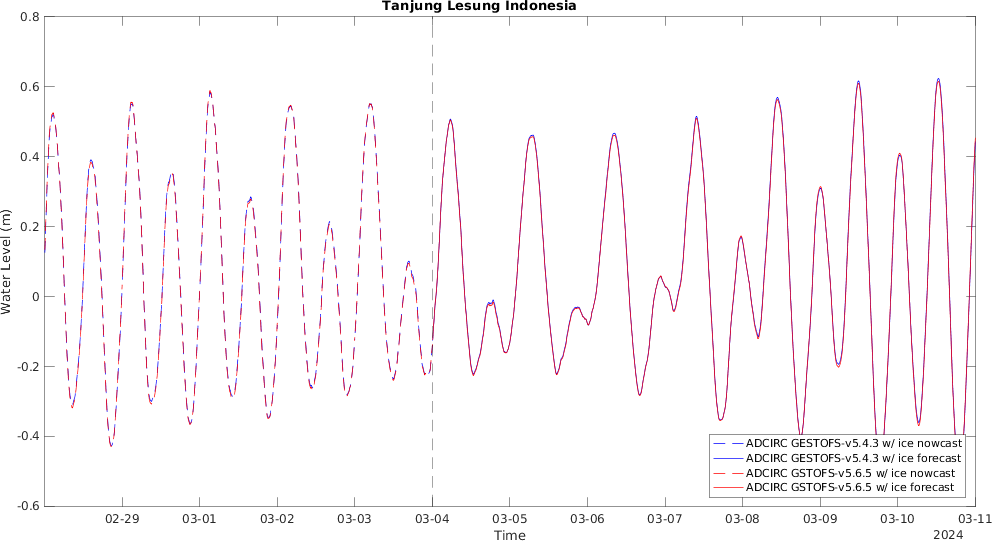 Tanjung Lesung Indonesia
0.8
0.6
0.4
0.2
0
-0.2
-0.4
-0.6
Water Level (m)
02-29 03-01 03-02 03-03 03-04 03-05 03-06 03-07 03-08 03-09 03-10 03-11
Time
2024
ADCIRC GESTOFS-v5.4.3 w/ ice nowcast
ADCIRC GESTOFS-v5.4.3 w/ ice forecast
ADCIRC GSTOFS-v5.6.5 w/ ice nowcast
ADCIRC GSTOFS-v5.6.5 w/ ice forecast